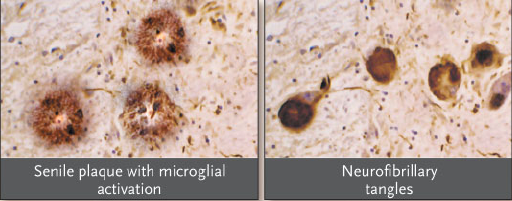 Senile plaque with microglial
activation
Neurofibrillary
tangles